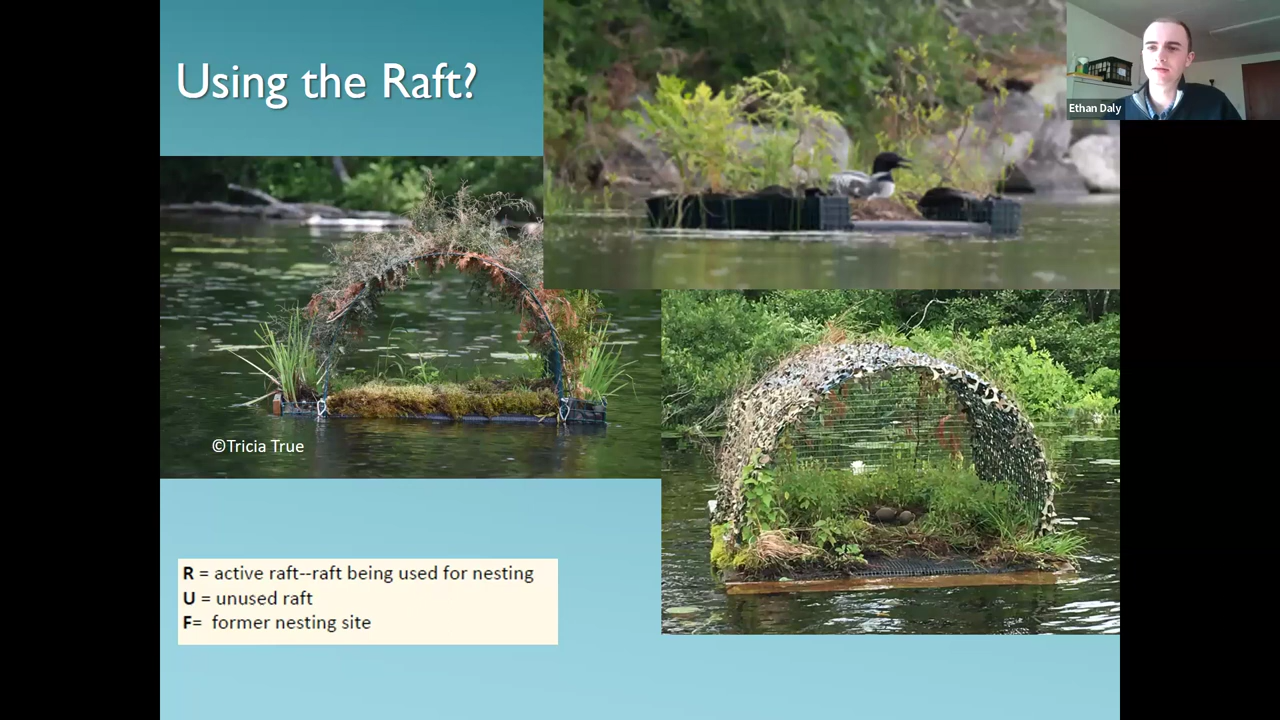 Using the Raft?
Ethan Daly
©Tricia True
R = active raft--raft being used for nesting
U = unused raft
F= former nesting site